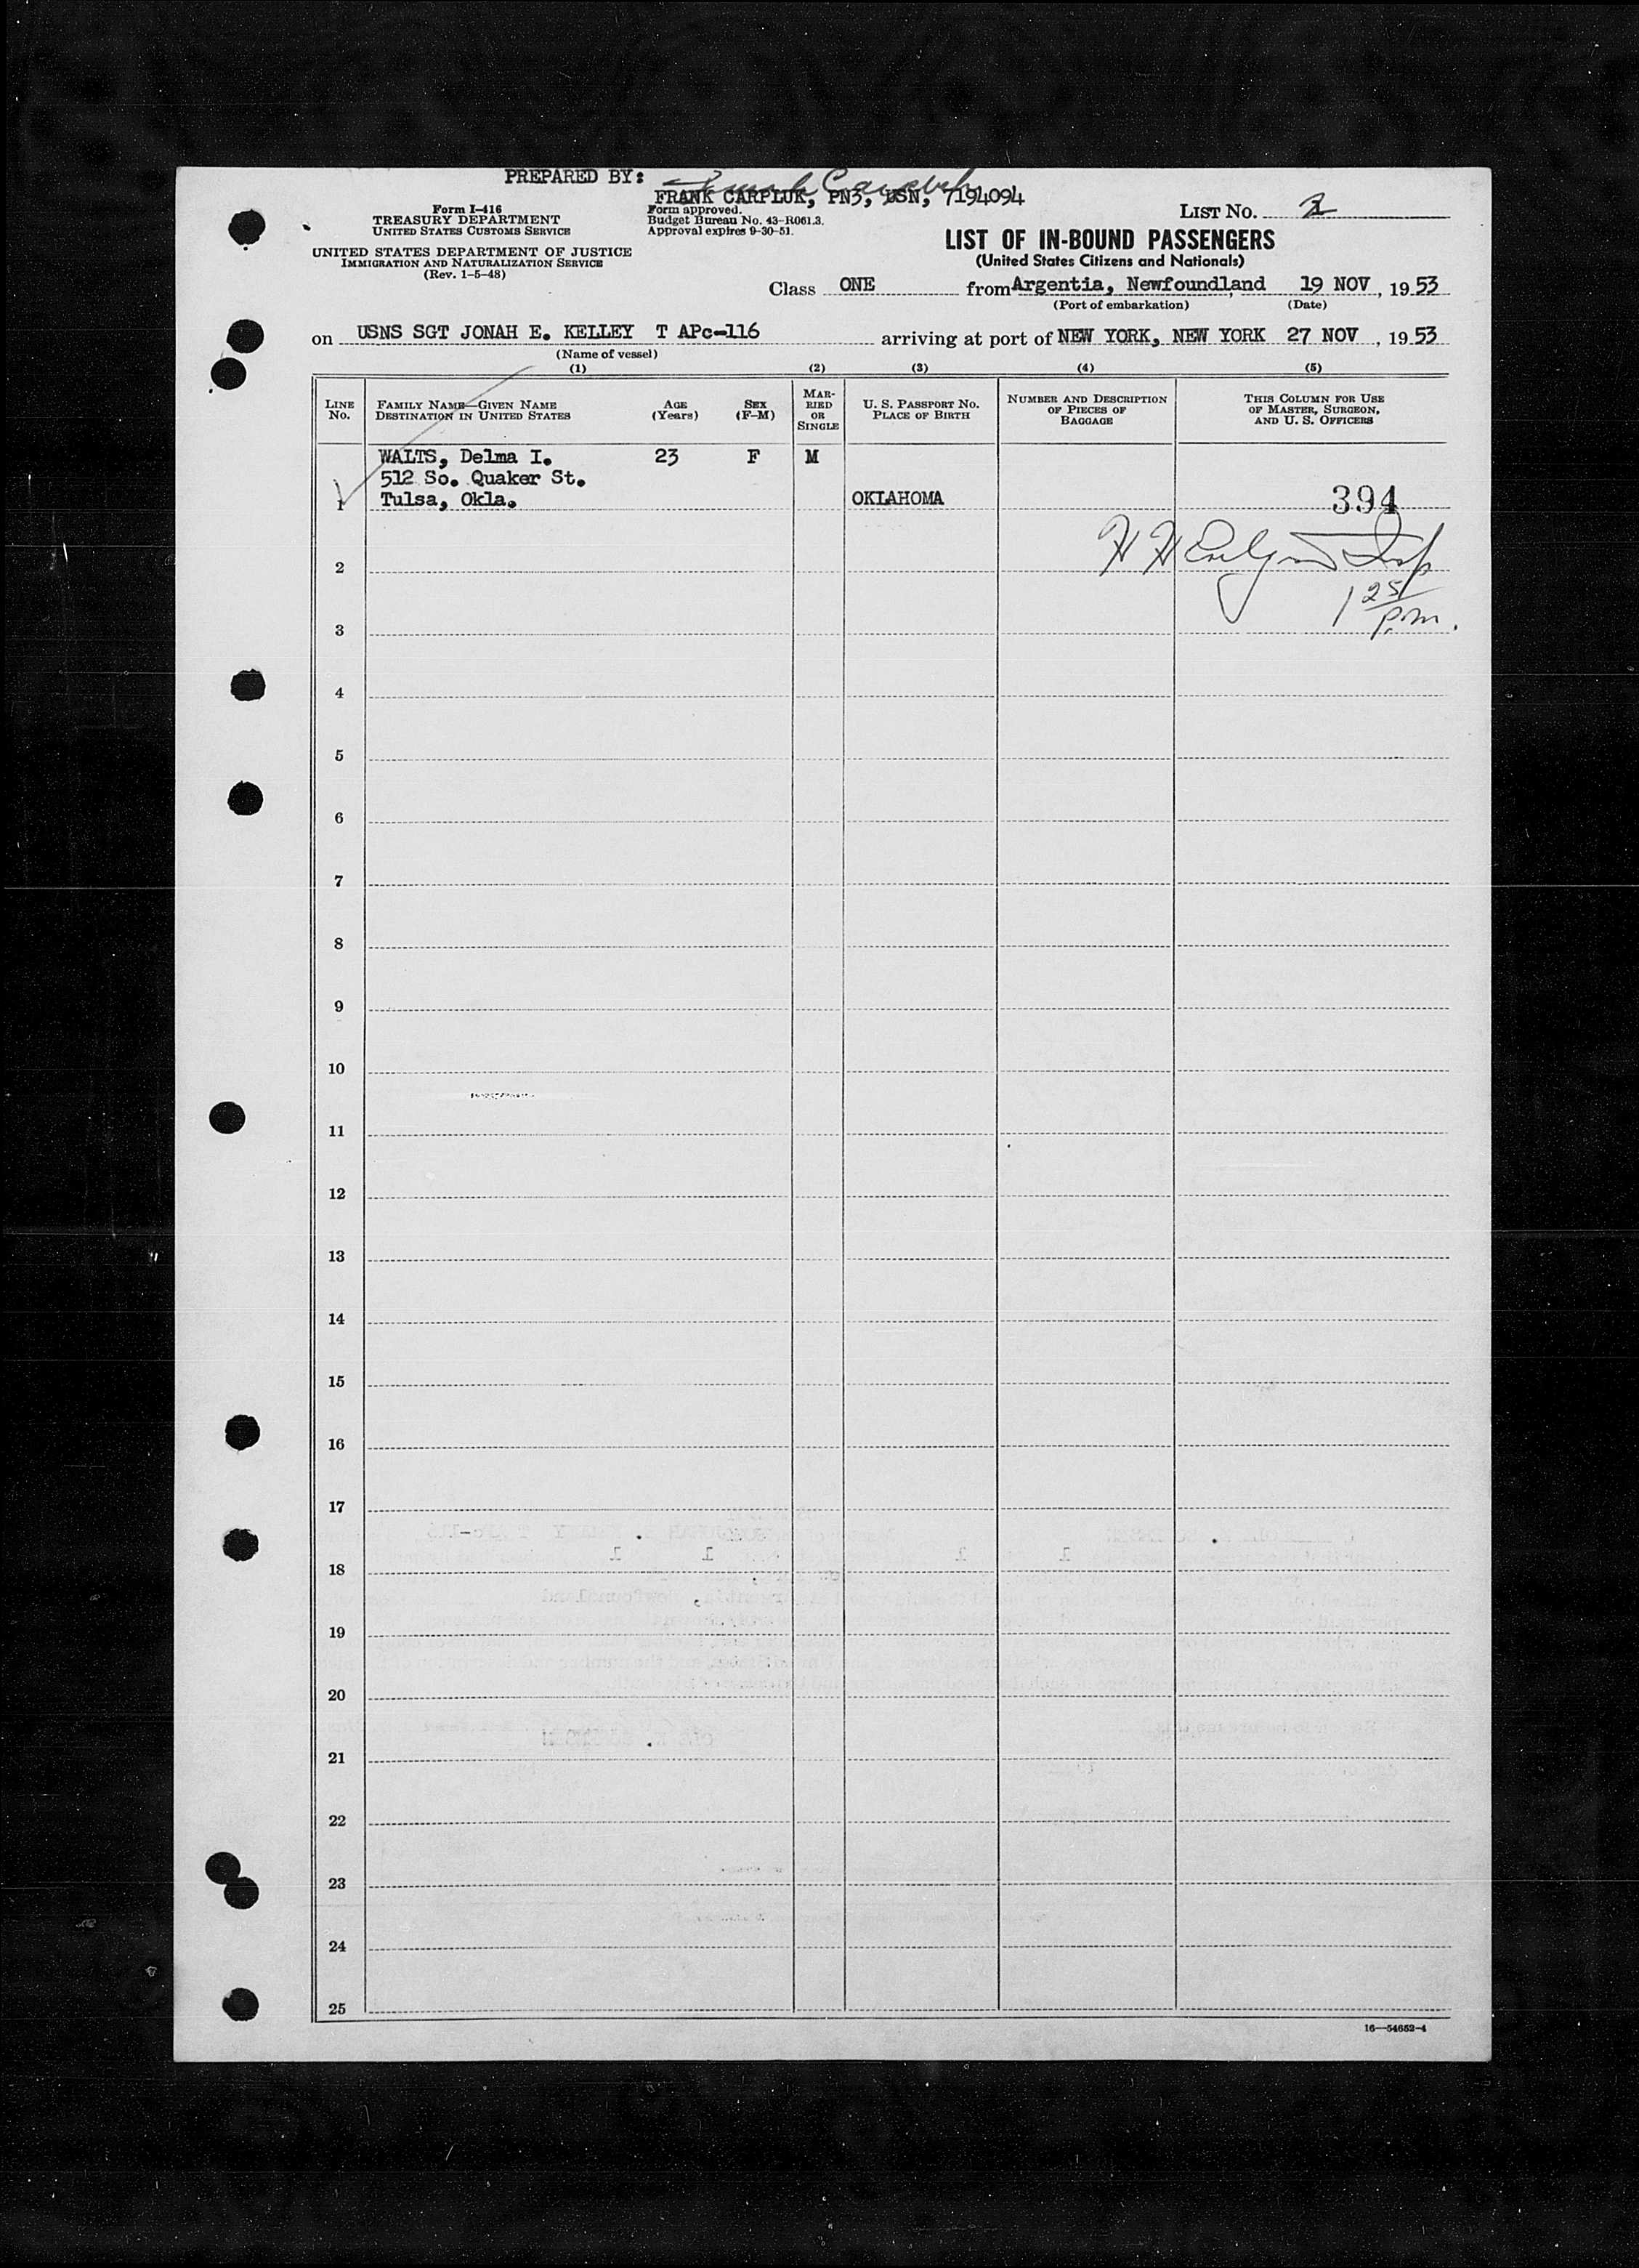 PREPARED BY:
FRANK CARPLUK, PN3, USN, 7194094
Form I-416
TREASURY DEPARTMENT
UNITED STATES CUSTOMS SERVICE
Form approved.
Budget Bureau No. 43-R061.3.
Approval expires 9-30-51.
LIST NO.
UNITED STATES DEPARTMENT OF JUSTICE
IMMIGRATION AND NATURALIZATION SERVICE
(Rev. 1-5-48)
LIST OF IN-BOUND PASSENGERS
(United States Citizens and Nationals)
Class ONE from Argentia, Newfoundland 19 NOV, 1953
(Port of embarkation) (Date)
on USNS SGT JONAH E. KELLEY T APc-116 arriving at port of NEW YORK, NEW YORK 27 NOV, 1953
(Name of vessel)
(1) (2) (3) (4) (5)
LINE NO. FAMILY NAME—GIVEN NAME DESTINATION IN UNITED STATES AGE (Years) SEX (F-M) MARRIED OR SINGLE U. S. PASSPORT NO. PLACE OF BIRTH NUMBER AND DESCRIPTION OF PIECES OF BAGGAGE THIS COLUMN FOR USE OF MASTER, SURGEON, AND U. S. OFFICERS
WALTS, Delma I. 23 F M
512 So. Quaker St.
1 Tulsa, Okla. OKLAHOMA 394
2
1 25/ p.m.
3
4
5
6
7
8
9
10
11
12
13
14
15
16
17
18
19
20
21
22
23
24
25
16—54652-4